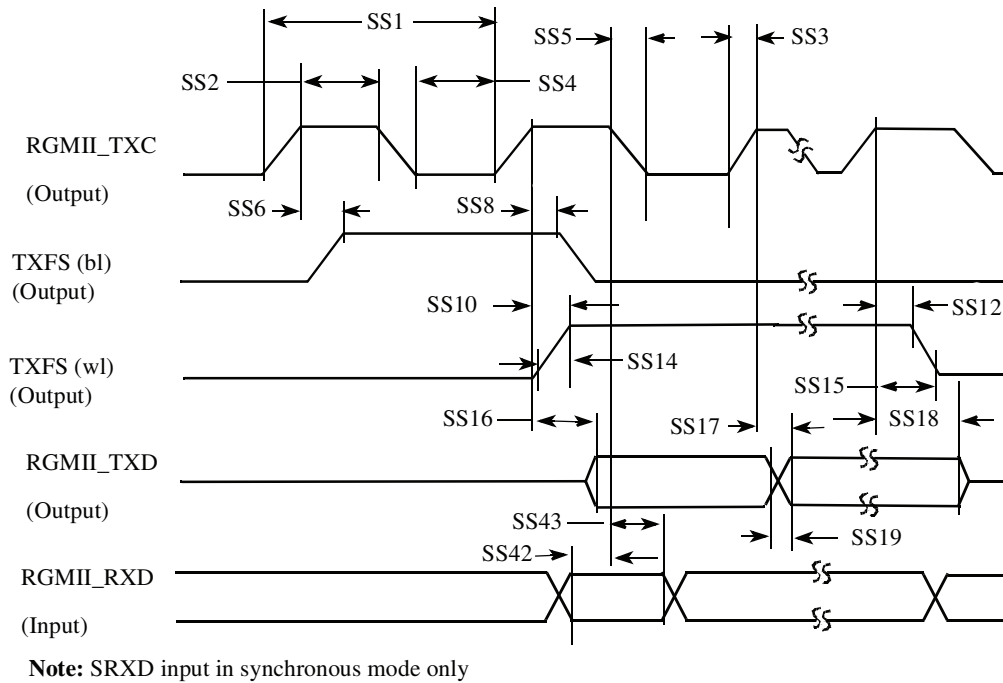 SS1
SS5
SS3
SS2
SS4
RGMII_TXC
(Output)
SS6
SS8
TXFS (bl)
(Output)
SS10
SS12
TXFS (wl)
(Output)
SS14
SS15
SS16
SS17
SS18
RGMII_TXD
(Output)
SS43
SS19
SS42
RGMII_RXD
(Input)
Note: SRXD input in synchronous mode only